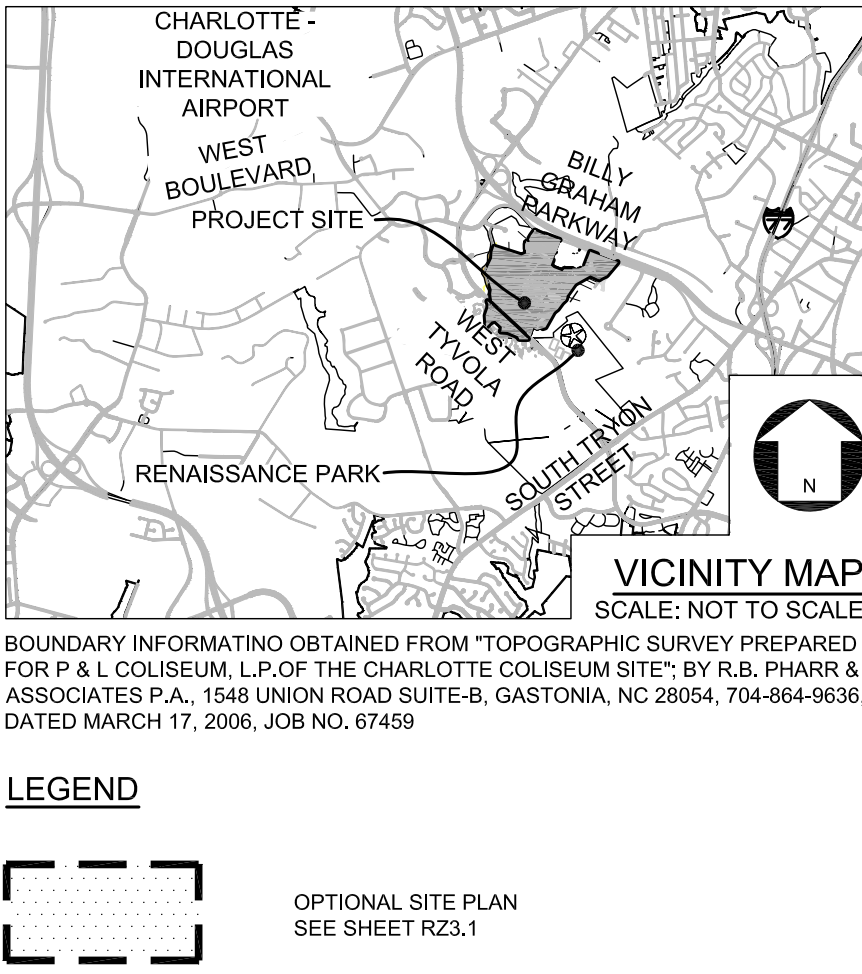 CHARLOTTE -
DOUGLAS
INTERNATIONAL
AIRPORT
WEST
BOULEVARD
PROJECT SITE
BILLY
GRAHAM
PARKWAY
77
WEST
TYVOLA
ROAD
RENAISSANCE PARK
SOUTH TRYON
STREET
N
VICINITY MAP
SCALE: NOT TO SCALE
BOUNDARY INFORMATINO OBTAINED FROM "TOPOGRAPHIC SURVEY PREPARED
FOR P & L COLISEUM, L.P.OF THE CHARLOTTE COLISEUM SITE"; BY R.B. PHARR &
ASSOCIATES P.A., 1548 UNION ROAD SUITE-B, GASTONIA, NC 28054, 704-864-9636,
DATED MARCH 17, 2006, JOB NO. 67459
LEGEND
OPTIONAL SITE PLAN
SEE SHEET RZ3.1